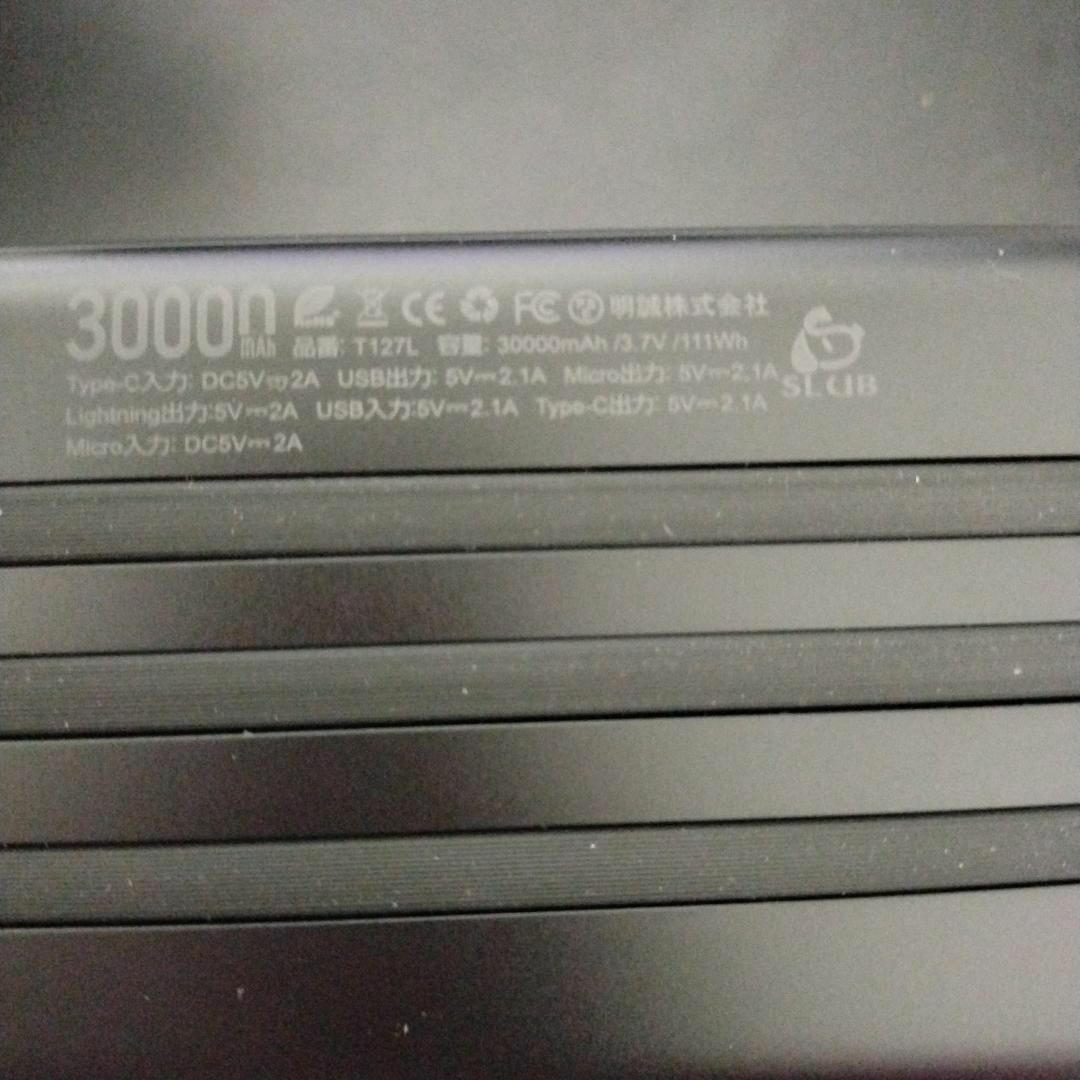 30000mAh CE FC PSE 明誠株式会社
品番: T127L 容量: 30000mAh /3.7V /111Wh
Type-C入力: DC5V⎓2A USB出力: 5V⎓2.1A Micro出力: 5V⎓2.1A
SLUB
Lightning出力:5V⎓2A USB入力:5V⎓2.1A Type-C出力: 5V⎓2.1A
Micro入力: DC5V⎓2A